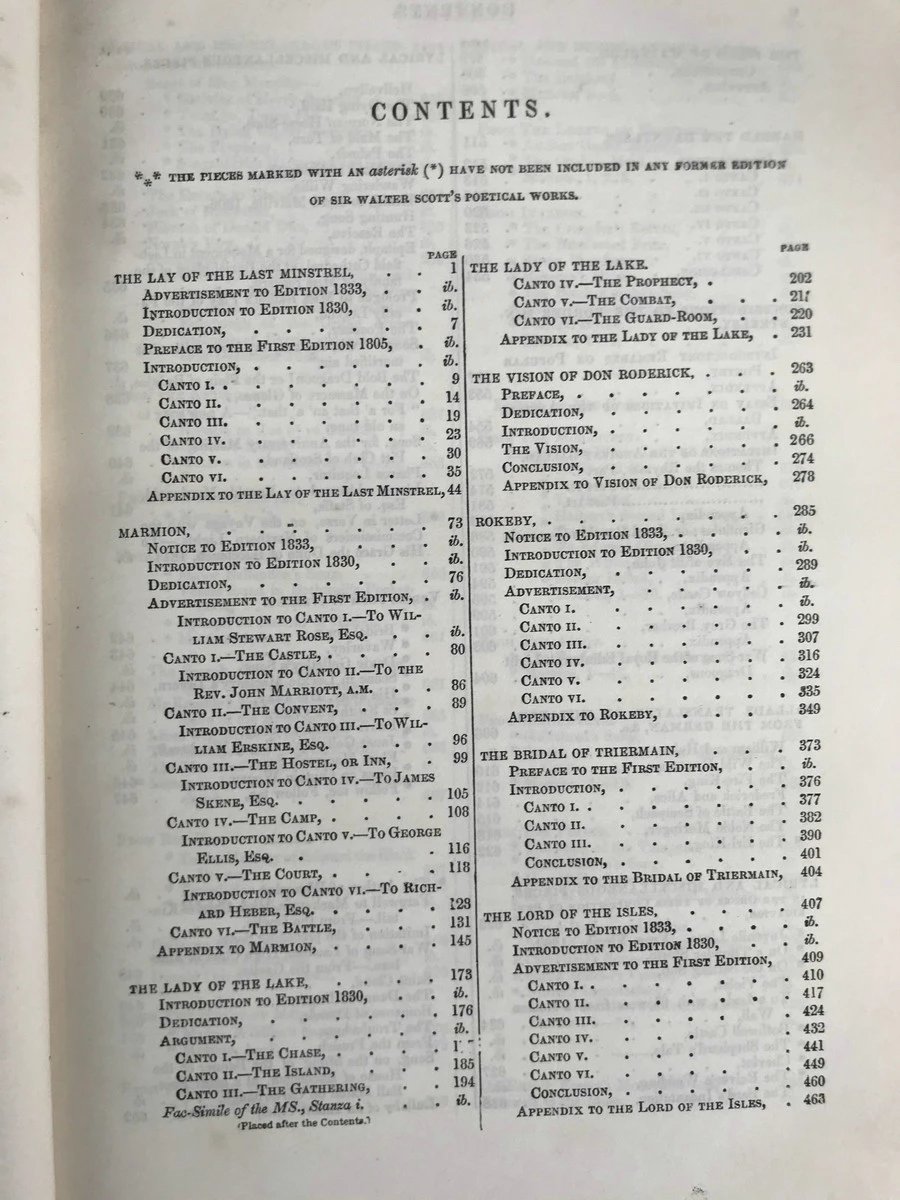 CONTENTS.
*** THE PIECES MARKED WITH AN asterisk (*) HAVE NOT BEEN INCLUDED IN ANY FORMER EDITION
OF SIR WALTER SCOTT'S POETICAL WORKS.
PAGE
THE LAY OF THE LAST MINSTREL, . . 1
ADVERTISEMENT TO EDITION 1833, . . ib.
INTRODUCTION TO EDITION 1830, . . ib.
DEDICATION, . . . . . . 7
PREFACE TO THE FIRST EDITION 1805, . ib.
INTRODUCTION, . . . . . . ib.
CANTO I. . . . . . . 9
CANTO II. . . . . . 14
CANTO III. . . . . . 19
CANTO IV. . . . . . 23
CANTO V. . . . . . 30
CANTO VI. . . . . . 35
APPENDIX TO THE LAY OF THE LAST MINSTREL, 44
MARMION, . . . . . . . 73
NOTICE TO EDITION 1833, . . . ib.
INTRODUCTION TO EDITION 1830, . . ib.
DEDICATION, . . . . . . 76
ADVERTISEMENT TO THE FIRST EDITION, . ib.
INTRODUCTION TO CANTO I.—TO WIL-
LIAM STEWART ROSE, ESQ. . . ib.
CANTO I.—THE CASTLE, . . . . 80
INTRODUCTION TO CANTO II.—TO THE
REV. JOHN MARRIOTT, A.M. . . 86
CANTO II.—THE CONVENT, . . . 89
INTRODUCTION TO CANTO III.—TO WIL-
LIAM ERSKINE, ESQ. . . . 96
CANTO III.—THE HOSTEL, OR INN, . 99
INTRODUCTION TO CANTO IV.—TO JAMES
SKENE, ESQ. . . . . . 105
CANTO IV.—THE CAMP, . . . . 108
INTRODUCTION TO CANTO V.—TO GEORGE
ELLIS, ESQ. . . 116
CANTO V.—THE COURT, . . . . 118
INTRODUCTION TO CANTO VI.—TO RICH-
ARD HEBER, ESQ. . . . . 123
CANTO VI.—THE BATTLE, . . . . 131
APPENDIX TO MARMION, . . . . 145
THE LADY OF THE LAKE, . . . . 173
INTRODUCTION TO EDITION 1830, . . ib.
DEDICATION, . . . . . . 176
ARGUMENT, . . . . . . ib.
CANTO I.—THE CHASE, . . . .
CANTO II.—THE ISLAND, . . . . 185
CANTO III.—THE GATHERING, . . 194
Fac-Simile of the MS., Stanza i. . . ib.
(Placed after the Contents.)
PAGE
THE LADY OF THE LAKE.
CANTO IV.—THE PROPHECY, . 202
CANTO V.—THE COMBAT, . . . 211
CANTO VI.—THE GUARD-ROOM, . . 220
APPENDIX TO THE LADY OF THE LAKE, . 231
THE VISION OF DON RODERICK, . . . 263
PREFACE, . . . . . . ib.
DEDICATION, . . . . . . 264
INTRODUCTION, . . . . . . ib.
THE VISION, . . . . . . 266
CONCLUSION, . . . . . . 274
APPENDIX TO VISION OF DON RODERICK, 278
ROKEBY, . . . . . . . 285
NOTICE TO EDITION 1833, . . . . ib.
INTRODUCTION TO EDITION 1830, . . ib.
DEDICATION, . . . . . 289
ADVERTISEMENT, . . . . . ib.
CANTO I. . . . . . ib.
CANTO II. . . . . . 299
CANTO III. . . . . . 307
CANTO IV. . . . . . 316
CANTO V. . . . . . 324
CANTO VI. . . . . . 335
APPENDIX TO ROKEBY, . . . . 349
THE BRIDAL OF TRIERMAIN, . . . 373
PREFACE TO THE FIRST EDITION, . . ib.
INTRODUCTION, . . . . . 376
CANTO I. . . . . . . 377
CANTO II. . . . . . 382
CANTO III. . . . . . 390
CONCLUSION, . . . . . . 401
APPENDIX TO THE BRIDAL OF TRIERMAIN, 404
THE LORD OF THE ISLES, . . . . 407
NOTICE TO EDITION 1833, . . . . ib.
INTRODUCTION TO EDITION 1830, . . ib.
ADVERTISEMENT TO THE FIRST EDITION, 409
CANTO I. . . . . . . 410
CANTO II. . . . . . 417
CANTO III. . . . . . 424
CANTO IV. . . . . 432
CANTO V. . . . . 441
CANTO VI. . . . . . 449
CONCLUSION, . . . . . . 460
APPENDIX TO THE LORD OF THE ISLES, . 463